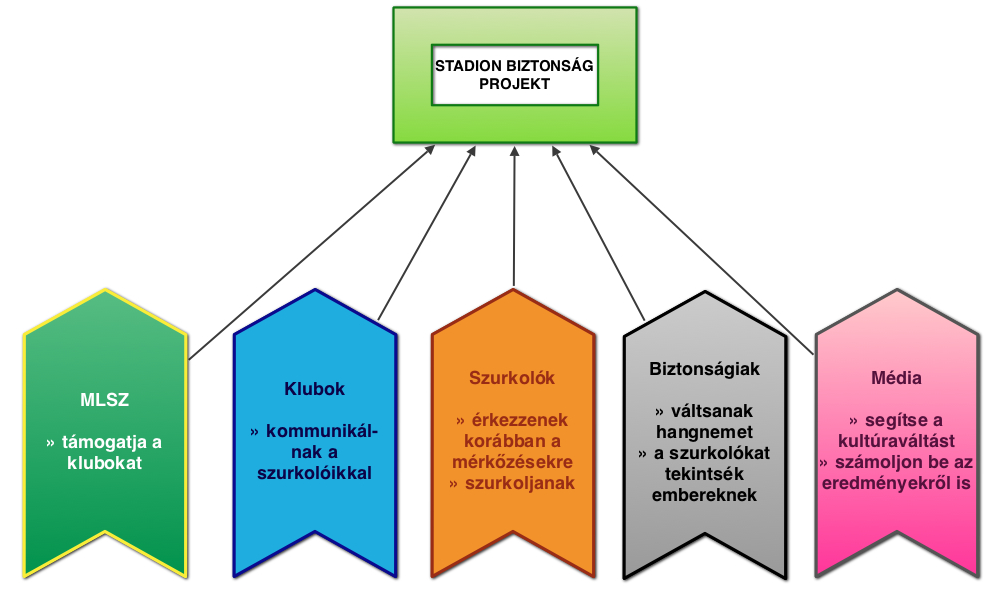 STADION BIZTONSÁG
PROJEKT
MLSZ
» támogatja a
klubokat
Klubok
» kommunikál-
nak a
szurkolóikkal
Szurkolók
» érkezzenek
korábban a
mérkőzésekre
» szurkoljanak
Biztonságiak
» váltsanak
hangnemet
» a szurkolókat
tekintsék
embereknek
Média
» segítse a
kultúraváltást
» számoljon be az
eredményekről is